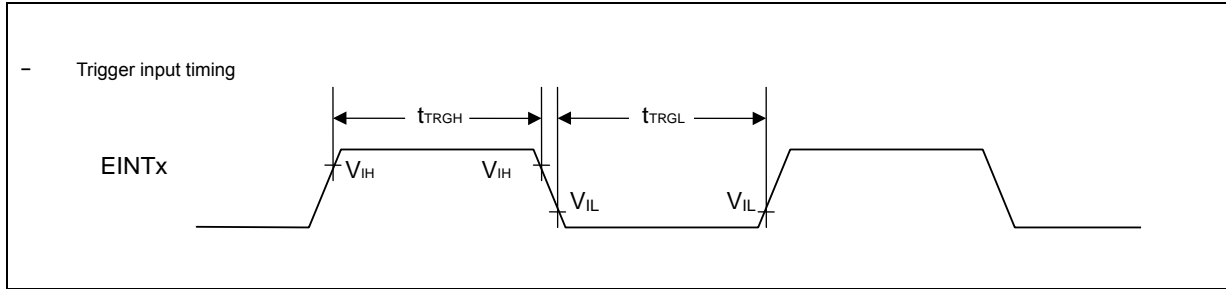 − Trigger input timing
tTRGH
tTRGL
EINTx
VIH
VIH
VIL
VIL